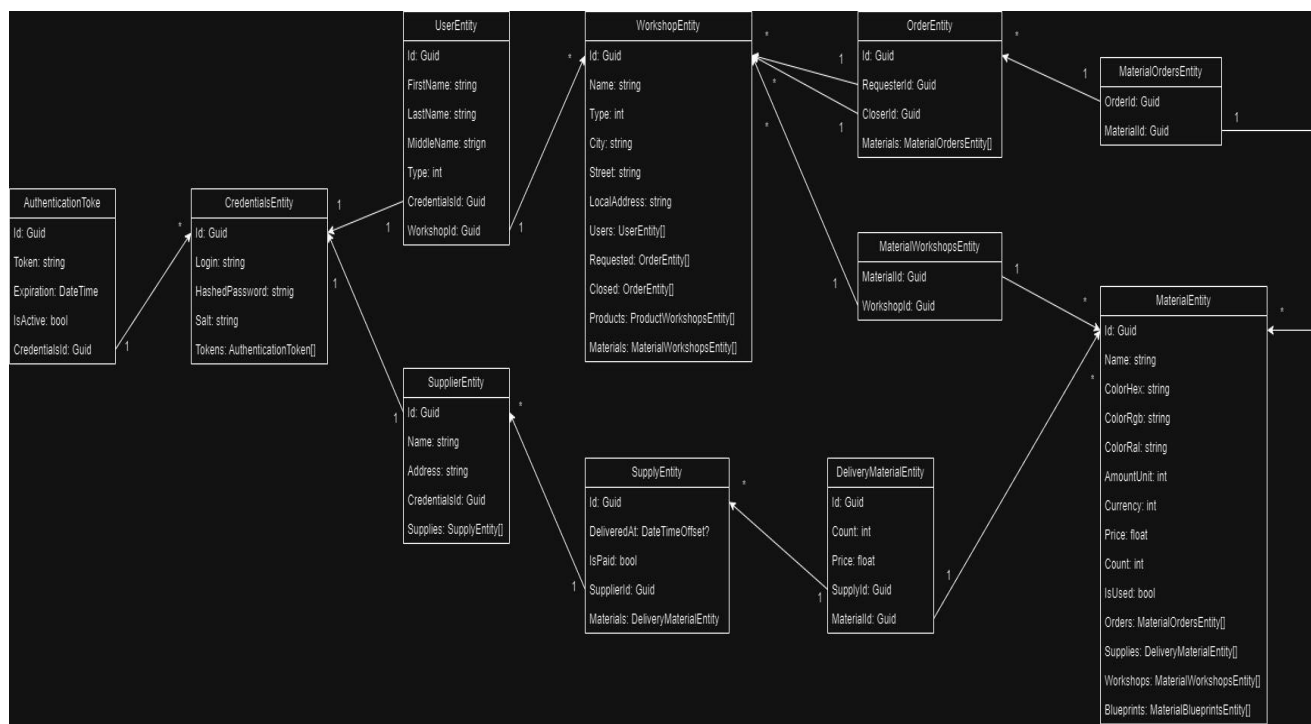 UserEntity
Id: Guid
FirstName: string
LastName: string
MiddleName: strign
Type: int
CredentialsId: Guid
WorkshopId: Guid
WorkshopEntity
Id: Guid
Name: string
Type: int
City: string
Street: string
LocalAddress: string
Users: UserEntity[]
Requested: OrderEntity[]
Closed: OrderEntity[]
Products: ProductWorkshopsEntity[]
Materials: MaterialWorkshopsEntity[]
OrderEntity
Id: Guid
RequesterId: Guid
CloserId: Guid
Materials: MaterialOrdersEntity[]
MaterialOrdersEntity
OrderId: Guid
MaterialId: Guid
AuthenticationToke
Id: Guid
Token: string
Expiration: DateTime
IsActive: bool
CredentialsId: Guid
CredentialsEntity
Id: Guid
Login: string
HashedPassword: strnig
Salt: string
Tokens: AuthenticationToken[]
MaterialWorkshopsEntity
MaterialId: Guid
WorkshopId: Guid
SupplierEntity
Id: Guid
Name: string
Address: string
CredentialsId: Guid
Supplies: SupplyEntity[]
SupplyEntity
Id: Guid
DeliveredAt: DateTimeOffset?
IsPaid: bool
SupplierId: Guid
Materials: DeliveryMaterialEntity
DeliveryMaterialEntity
Id: Guid
Count: int
Price: float
SupplyId: Guid
MaterialId: Guid
MaterialEntity
Id: Guid
Name: string
ColorHex: string
ColorRgb: string
ColorRal: string
AmountUnit: int
Currency: int
Price: float
Count: int
IsUsed: bool
Orders: MaterialOrdersEntity[]
Supplies: DeliveryMaterialEntity[]
Workshops: MaterialWorkshopsEntity[]
Blueprints: MaterialBlueprintsEntity[]
*
1
*
1
1
1
1
1
*
1
*
*
*
1
1
*
1
*
1
1
1
*
1
*
*
1
*
1